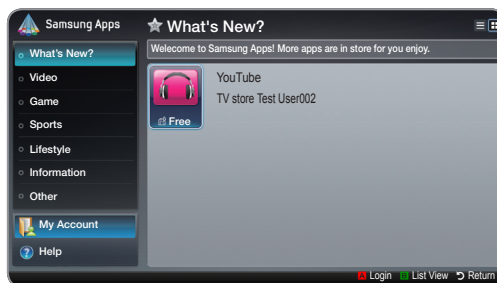 Samsung Apps
What's New?
Video
Game
Sports
Lifestyle
Information
Other
My Account
Help
What's New?
Welecome to Samsung Apps! More apps are in store for you enjoy.
YouTube
TV store Test User002
Free
A Login B List View Return